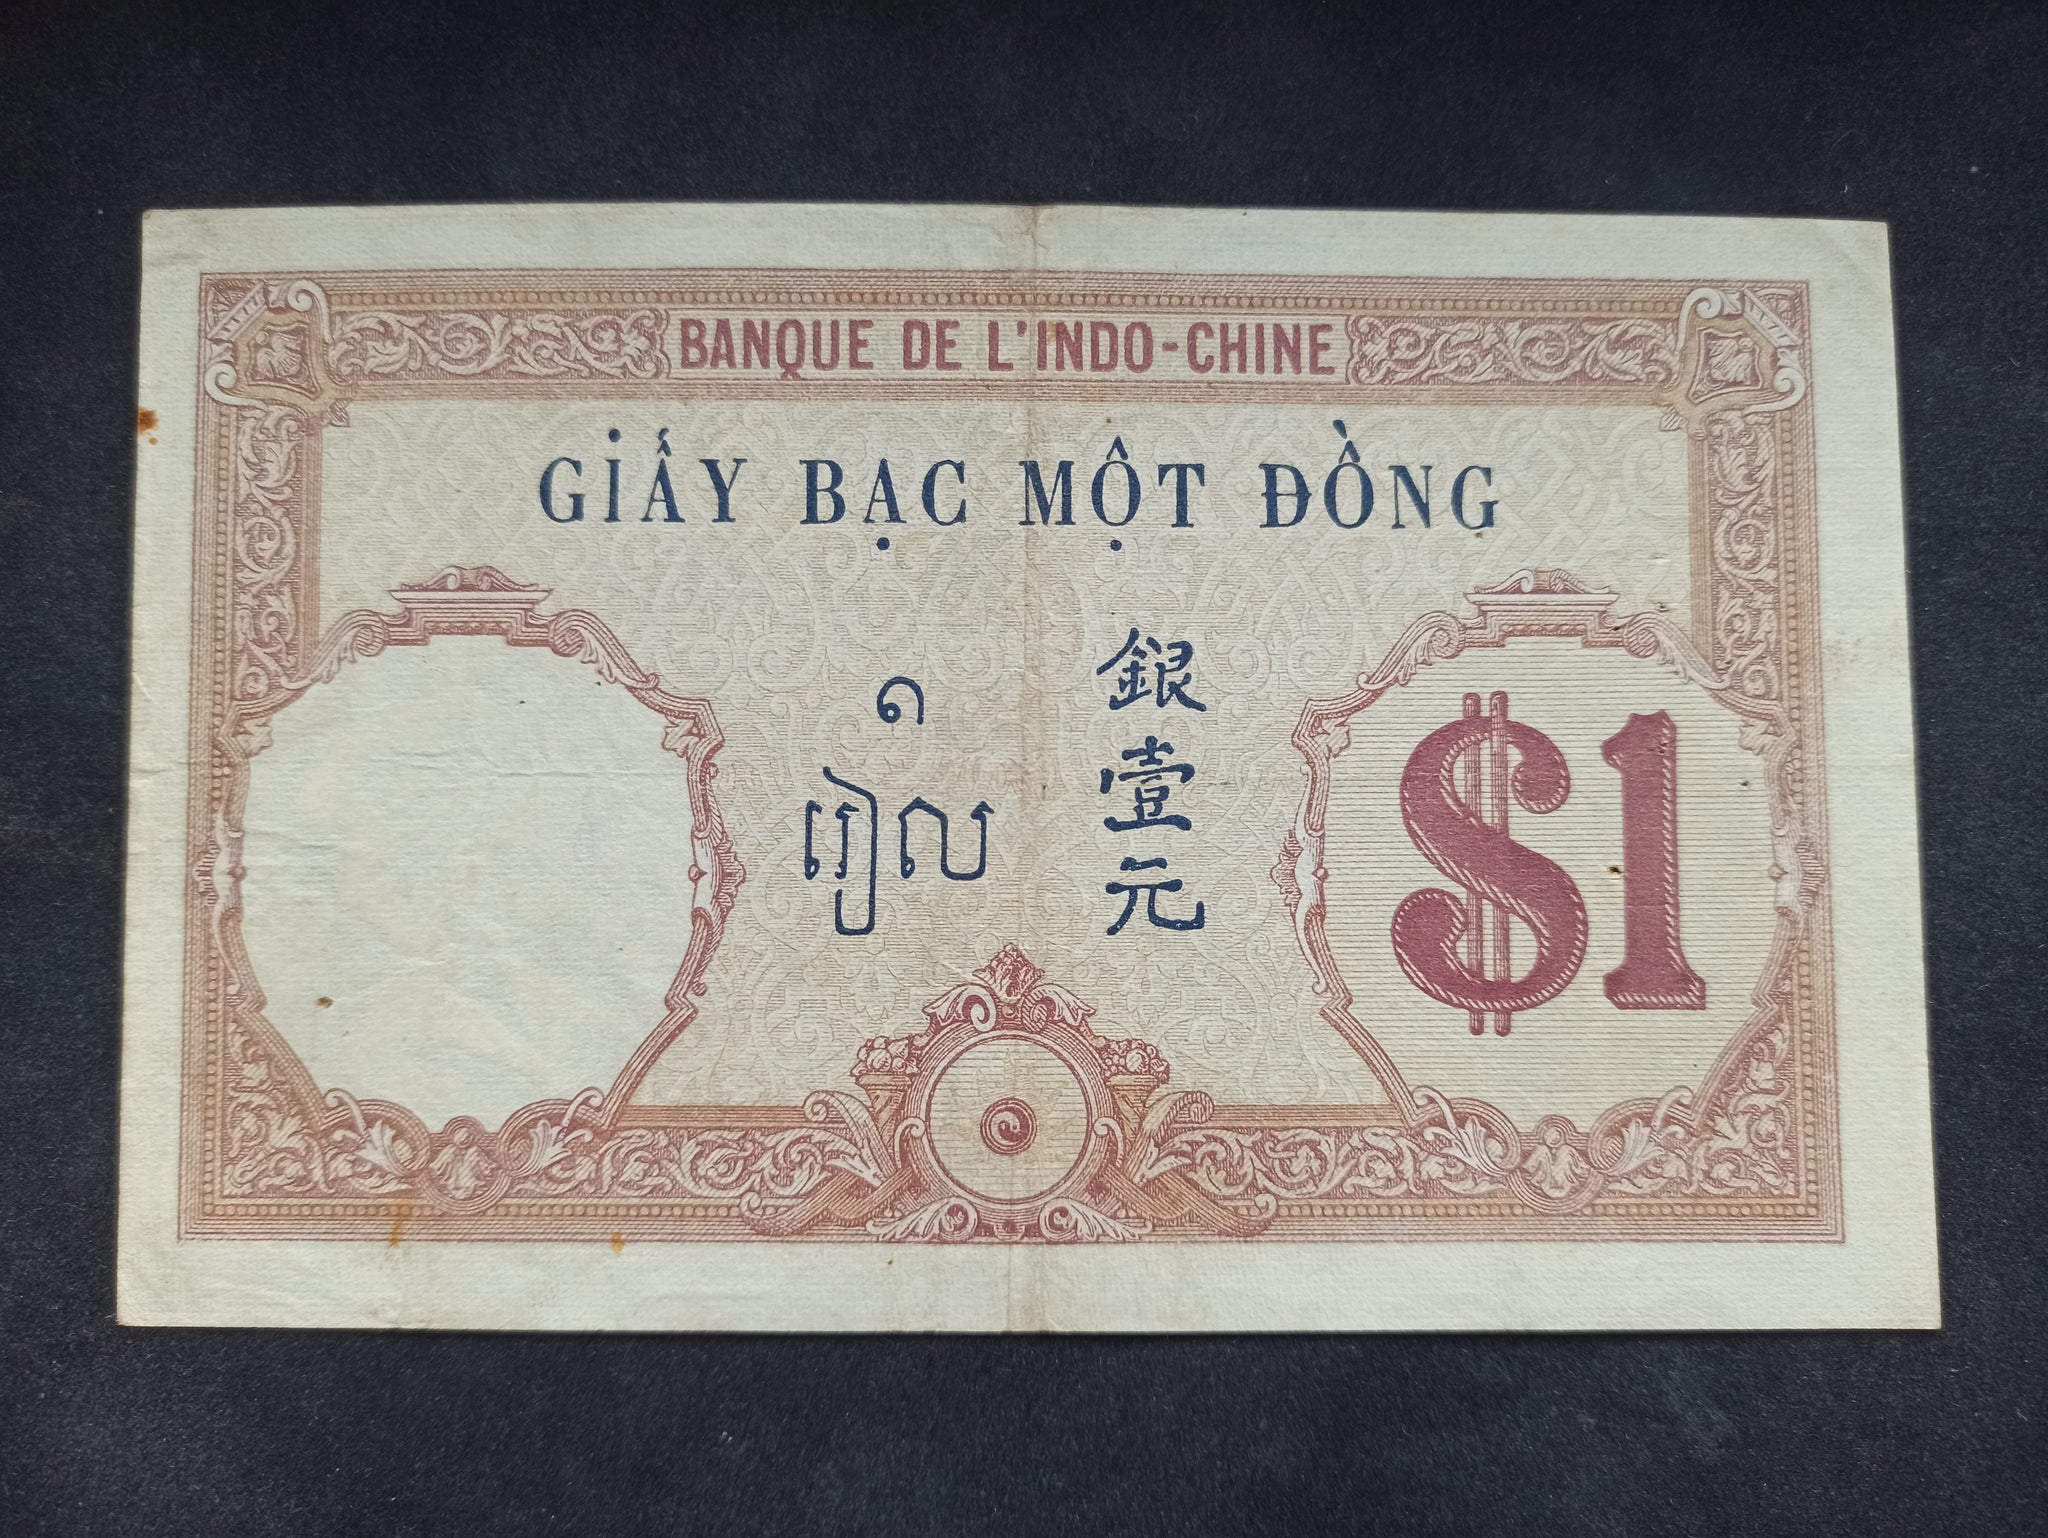 BANQUE DE L'INDO-CHINE
GIẤY BẠC MỘT ĐỒNG
១
រៀល
銀壹元
$1